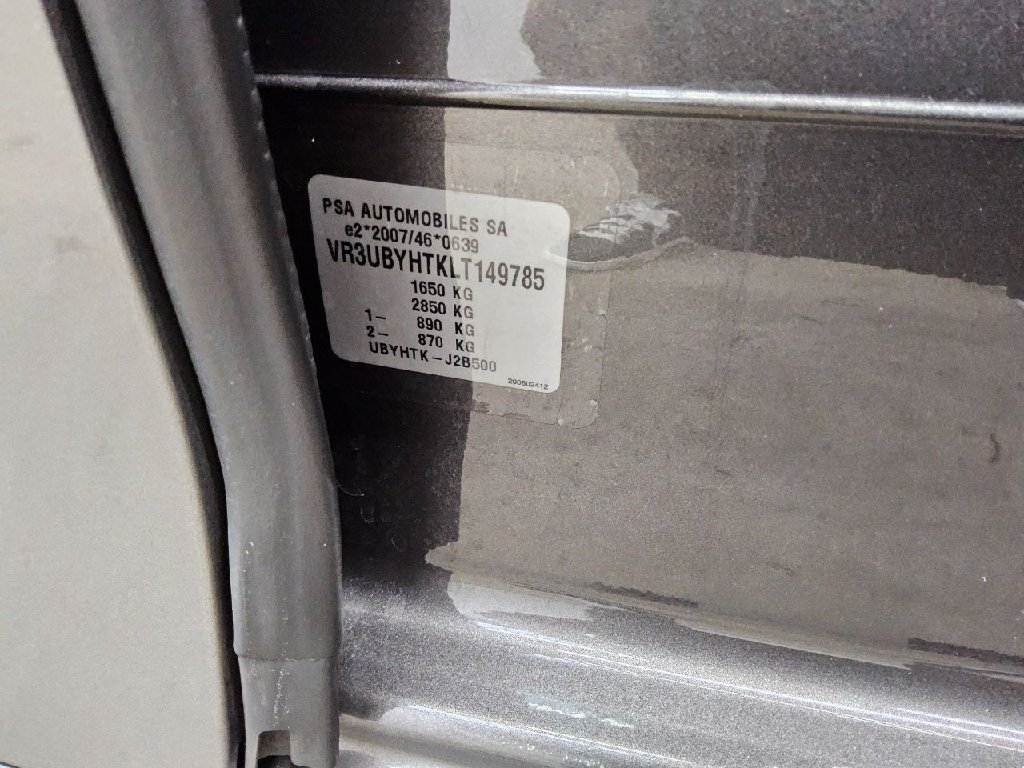 PSA AUTOMOBILES SA
e2*2007/46*0639
VR3UBYHTKLT149785
1650 KG
2850 KG
1- 890 KG
2- 870 KG
UBYHTK-J2B500
200602412